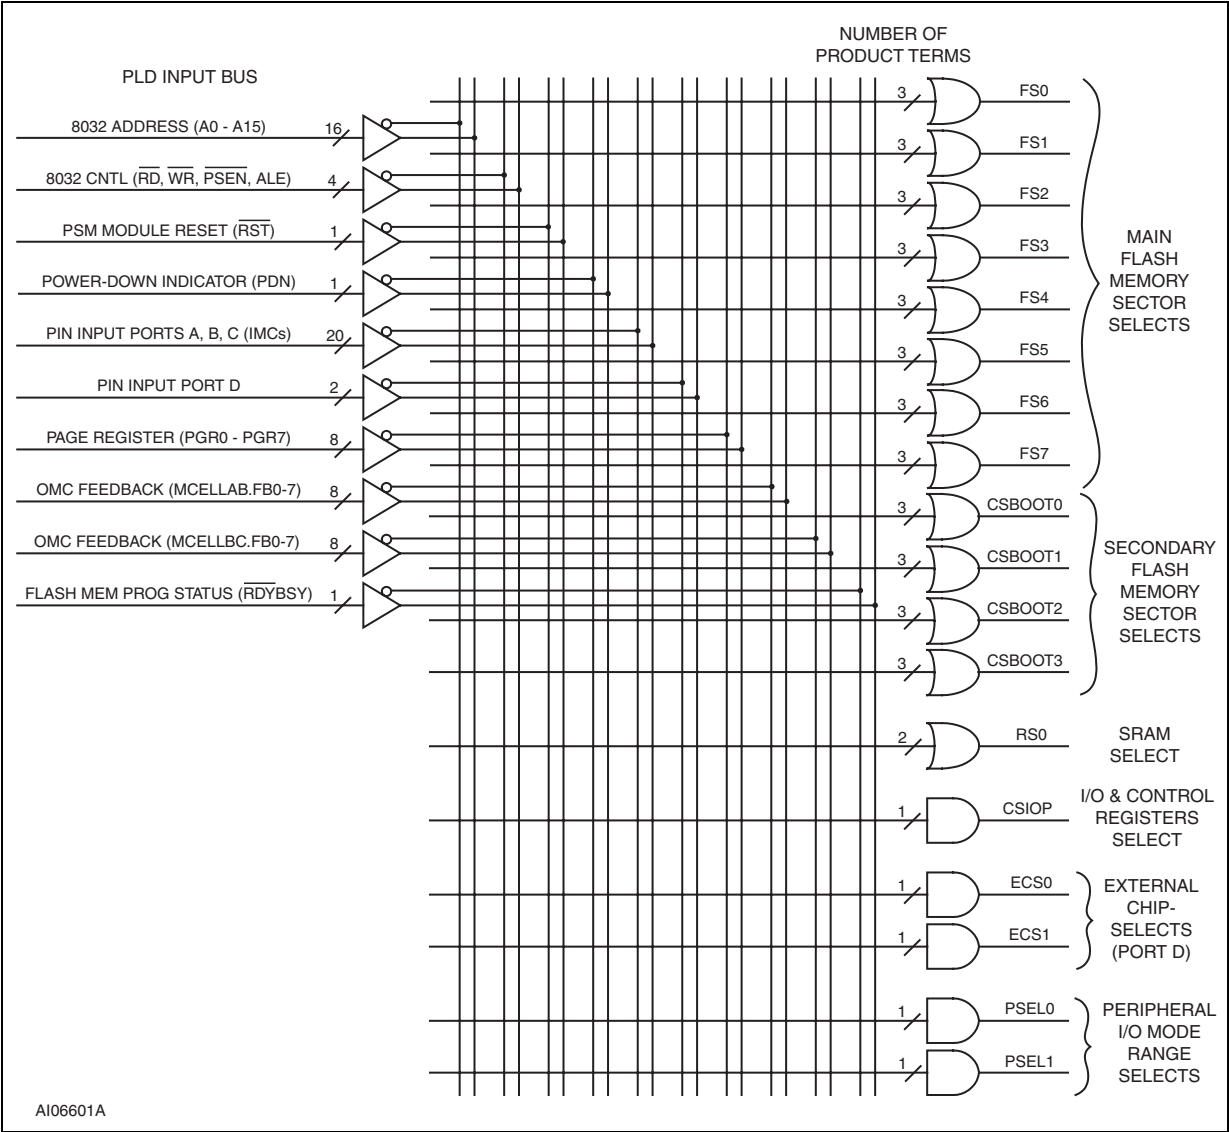 NUMBER OF
PRODUCT TERMS
PLD INPUT BUS
8032 ADDRESS (A0 - A15) 16
8032 CNTL (R̅D̅, W̅R̅, P̅S̅E̅N̅, ALE) 4
PSM MODULE RESET (R̅S̅T̅) 1
POWER-DOWN INDICATOR (PDN) 1
PIN INPUT PORTS A, B, C (IMCs) 20
PIN INPUT PORT D 2
PAGE REGISTER (PGR0 - PGR7) 8
OMC FEEDBACK (MCELLAB.FB0-7) 8
OMC FEEDBACK (MCELLBC.FB0-7) 8
FLASH MEM PROG STATUS (R̅D̅Y̅BSY) 1
3 FS0
3 FS1
3 FS2
3 FS3
3 FS4
3 FS5
3 FS6
3 FS7
MAIN
FLASH
MEMORY
SECTOR
SELECTS
3 CSBOOT0
3 CSBOOT1
3 CSBOOT2
3 CSBOOT3
SECONDARY
FLASH
MEMORY
SECTOR
SELECTS
2 RS0
SRAM
SELECT
1 CSIOP
I/O & CONTROL
REGISTERS
SELECT
1 ECS0
1 ECS1
EXTERNAL
CHIP-
SELECTS
(PORT D)
1 PSEL0
1 PSEL1
PERIPHERAL
I/O MODE
RANGE
SELECTS
AI06601A